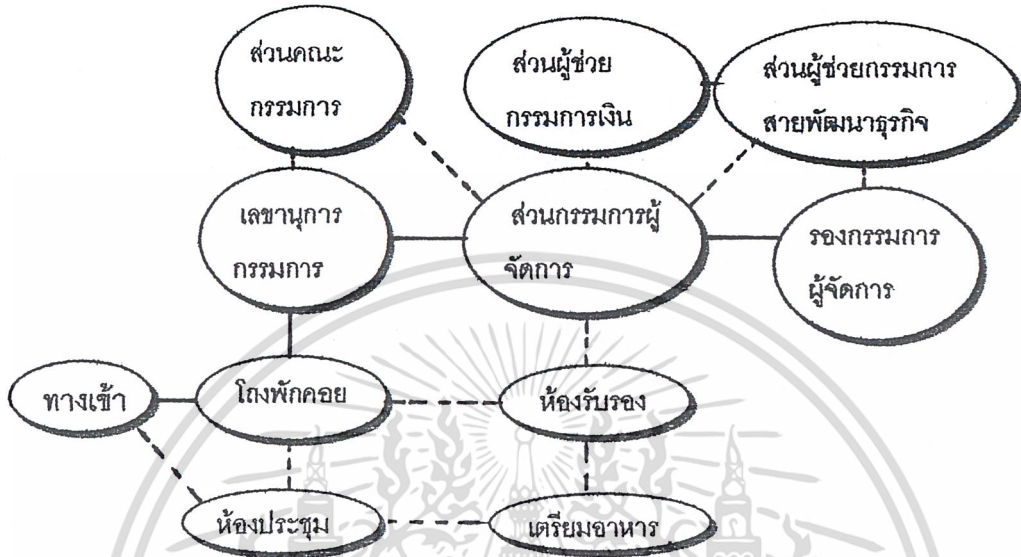 ส่วนคณะ
กรรมการ
ส่วนผู้ช่วย
กรรมการเงิน
ส่วนผู้ช่วยกรรมการ
สายพัฒนาธุรกิจ
เลขานุการ
กรรมการ
ส่วนกรรมการผู้
จัดการ
รองกรรมการ
ผู้จัดการ
ทางเข้า
โถงพักคอย
ห้องรับรอง
ห้องประชุม
เตรียมอาหาร